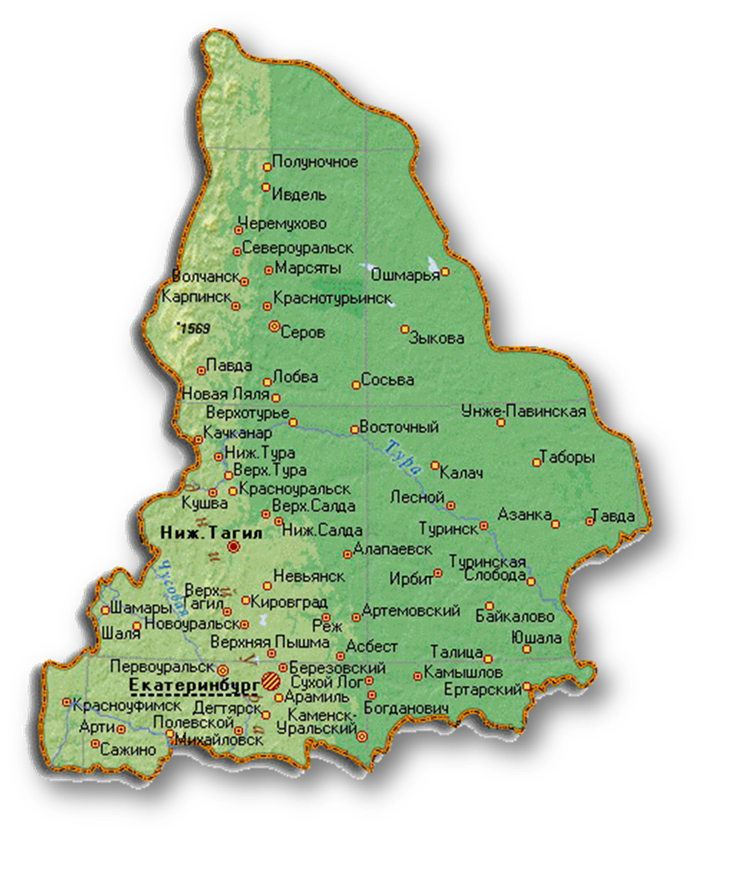 Полуночное
Ивдель
Черемухово
Североуральск
Марсяты
Ошмарья
Волчанск
Карпинск
Краснотурьинск
1569
Серов
Зыкова
Павда
Лобва
Сосьва
Новая Ляля
Верхотурье
Унже-Павинская
Восточный
Качканар
Тура
Ниж.Тура
Таборы
Верх.Тура
Калач
Красноуральск
Кушва
Лесной
Верх.Салда
Азанка
Тавда
Ниж.Салда
Туринск
Ниж.Тагил
Алапаевск
Туринская
Слобода
Ирбит
Чусовая
Невьянск
Верх.
Тагил
Кировград
Шамары
Артемовский
Байкалово
Новоуральск
Реж
Шаля
Юшала
Верхняя Пышма
Асбест
Талица
Первоуральск
Березовский
Камышлов
Екатеринбург
Сухой Лог
Ертарский
Арамиль
Красноуфимск
Дегтярск
Богданович
Каменск-
Уральский
Полевской
Арти
Михайловск
Сажино